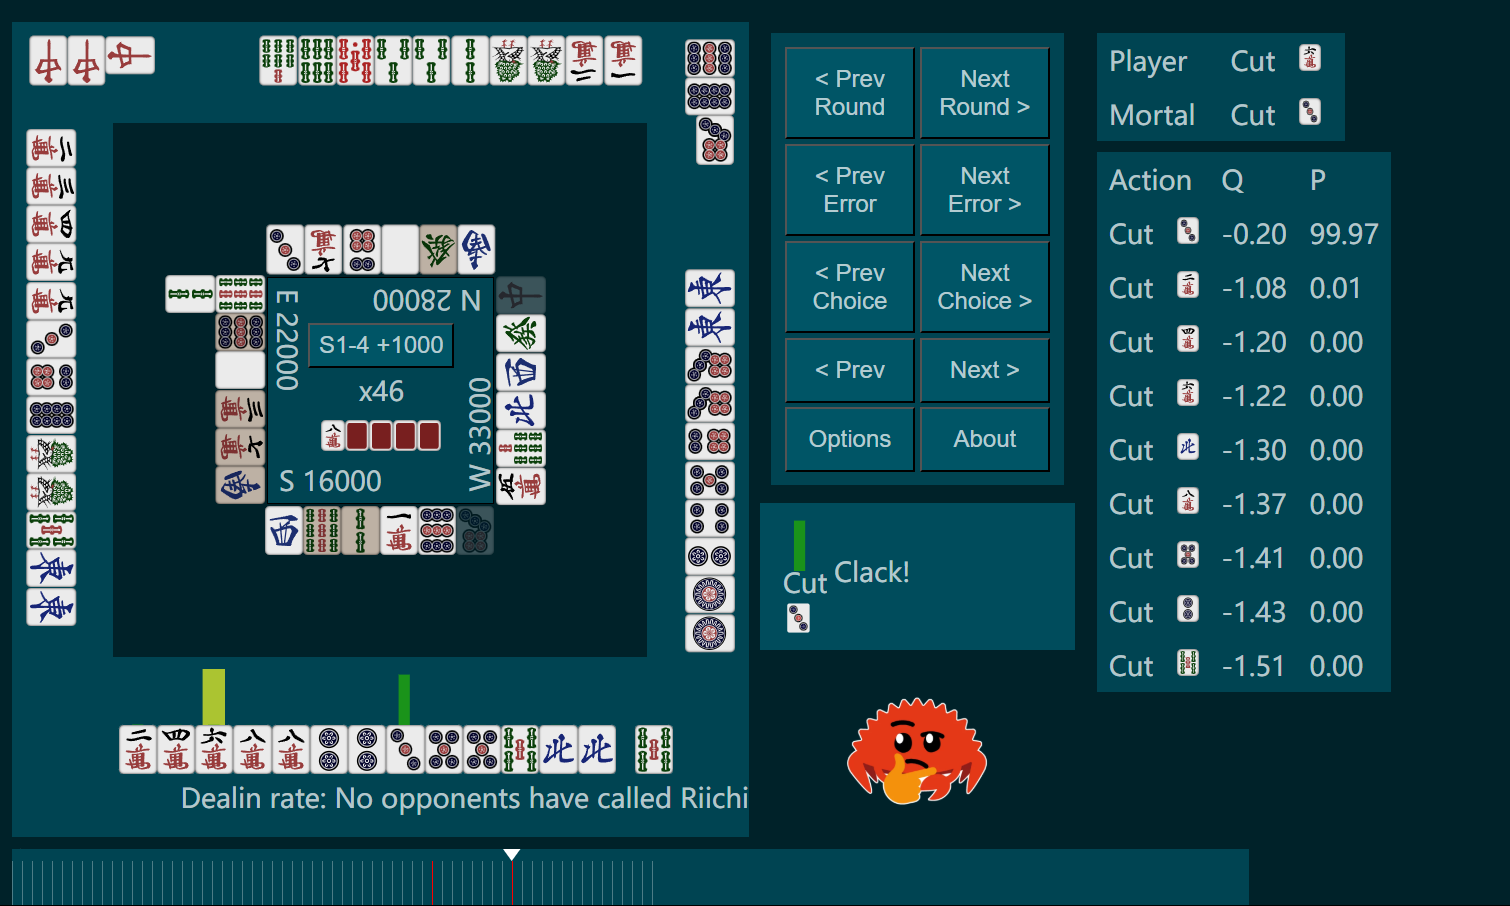 < Prev Round
Next Round >
< Prev Error
Next Error >
< Prev Choice
Next Choice >
< Prev
Next >
Options
About
Player Cut
Mortal Cut
Action Q P
Cut -0.20 99.97
Cut -1.08 0.01
Cut -1.20 0.00
Cut -1.22 0.00
Cut -1.30 0.00
Cut -1.37 0.00
Cut -1.41 0.00
Cut -1.43 0.00
Cut -1.51 0.00
E 22000
N 28000
S1-4 +1000
x46
W 33000
S 16000
Cut
Clack!
Dealin rate: No opponents have called Riichi